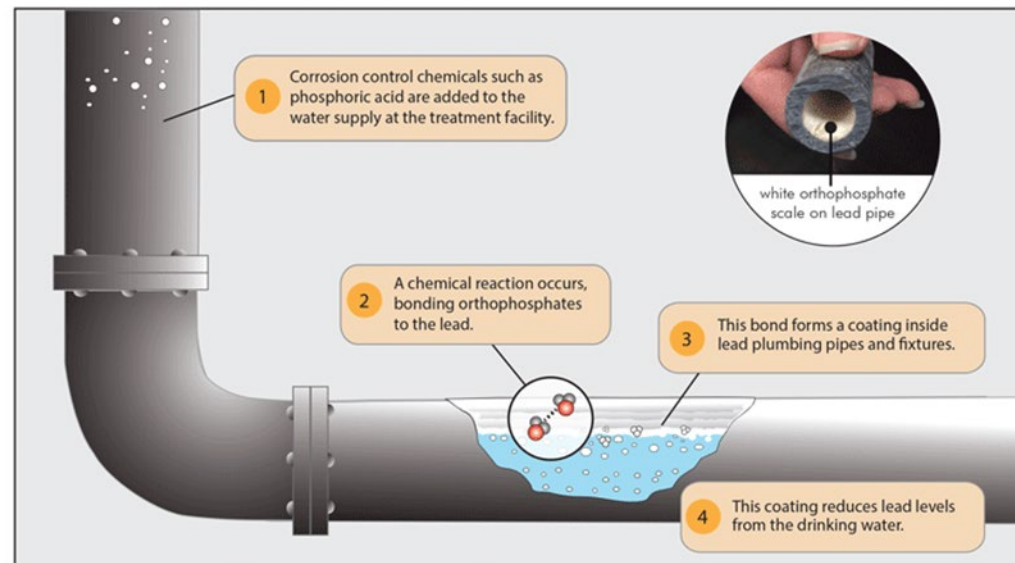 1
Corrosion control chemicals such as
phosphoric acid are added to the
water supply at the treatment facility.
white orthophosphate
scale on lead pipe
2
A chemical reaction occurs,
bonding orthophosphates
to the lead.
3
This bond forms a coating inside
lead plumbing pipes and fixtures.
4
This coating reduces lead levels
from the drinking water.